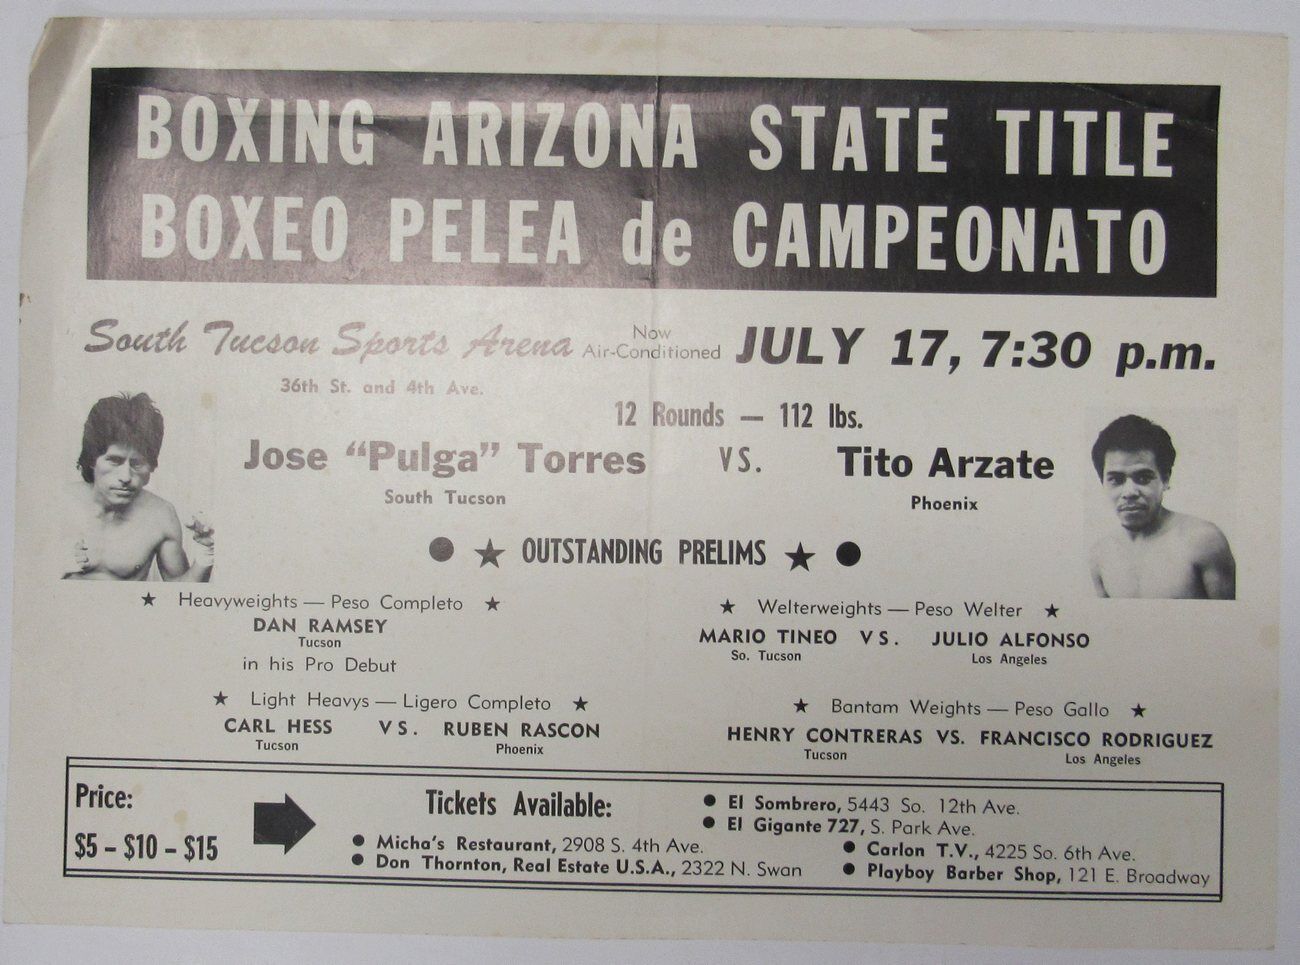 BOXING ARIZONA STATE TITLE
BOXEO PELEA de CAMPEONATO
South Tucson Sports Arena Now Air-Conditioned JULY 17, 7:30 p.m.
36th St. and 4th Ave.
12 Rounds — 112 lbs.
Jose "Pulga" Torres VS. Tito Arzate
South Tucson Phoenix
● ★ OUTSTANDING PRELIMS ★ ●
★ Heavyweights — Peso Completo ★
DAN RAMSEY
Tucson
in his Pro Debut
★ Welterweights — Peso Welter ★
MARIO TINEO VS. JULIO ALFONSO
So. Tucson Los Angeles
★ Light Heavys — Ligero Completo ★
CARL HESS VS. RUBEN RASCON
Tucson Phoenix
★ Bantam Weights — Peso Gallo ★
HENRY CONTRERAS VS. FRANCISCO RODRIGUEZ
Tucson Los Angeles
Price:
$5 – $10 – $15
Tickets Available:
● Micha's Restaurant, 2908 S. 4th Ave.
● Don Thornton, Real Estate U.S.A., 2322 N. Swan
● El Sombrero, 5443 So. 12th Ave.
● El Gigante 727, S. Park Ave.
● Carlon T.V., 4225 So. 6th Ave.
● Playboy Barber Shop, 121 E. Broadway